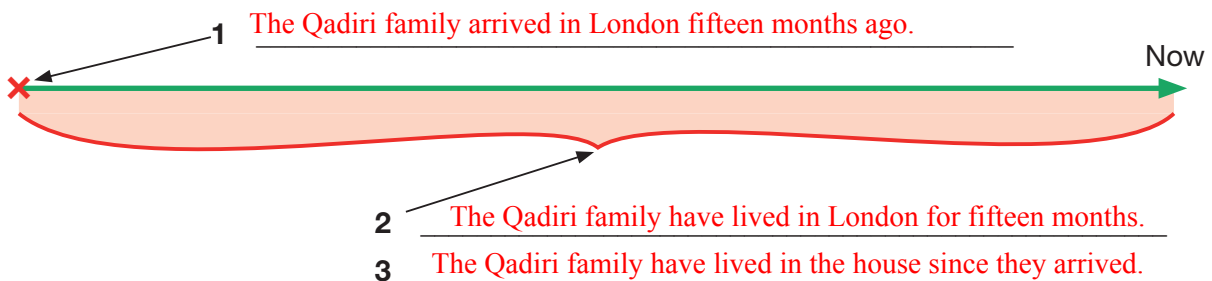 1 The Qadiri family arrived in London fifteen months ago.
Now
2 The Qadiri family have lived in London for fifteen months.
3 The Qadiri family have lived in the house since they arrived.